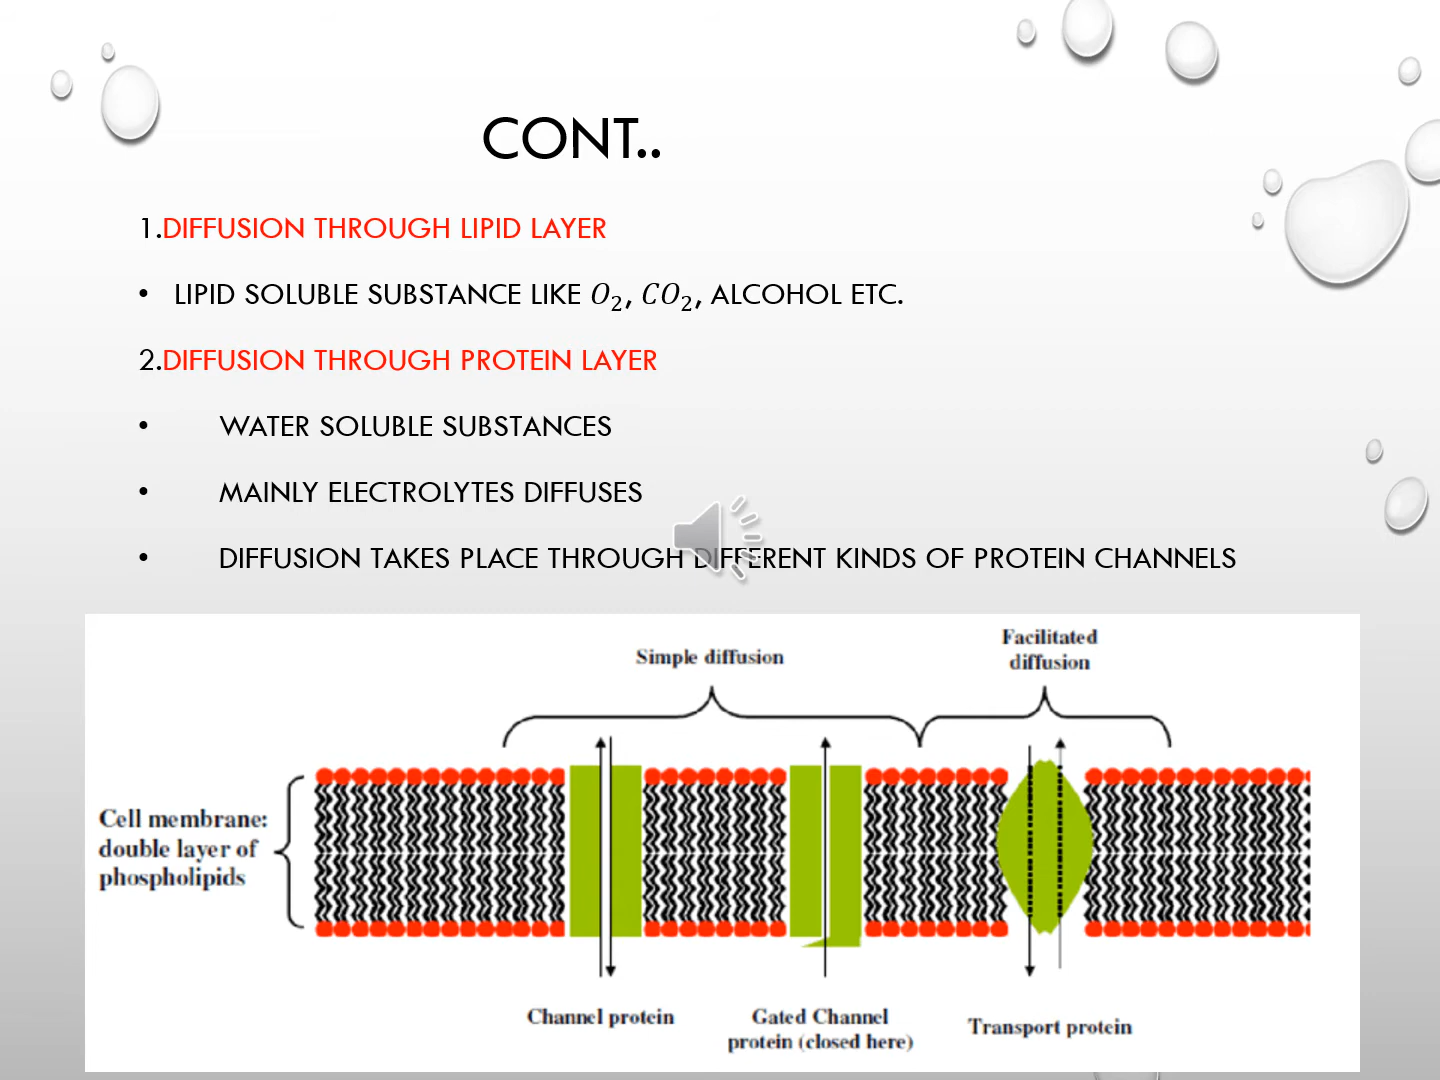 CONT..
1.DIFFUSION THROUGH LIPID LAYER
• LIPID SOLUBLE SUBSTANCE LIKE O₂, CO₂, ALCOHOL ETC.
2.DIFFUSION THROUGH PROTEIN LAYER
• WATER SOLUBLE SUBSTANCES
• MAINLY ELECTROLYTES DIFFUSES
• DIFFUSION TAKES PLACE THROUGH DIFFERENT KINDS OF PROTEIN CHANNELS
Simple diffusion
Facilitated
diffusion
Cell membrane:
double layer of
phospholipids
Channel protein
Gated Channel
protein (closed here)
Transport protein